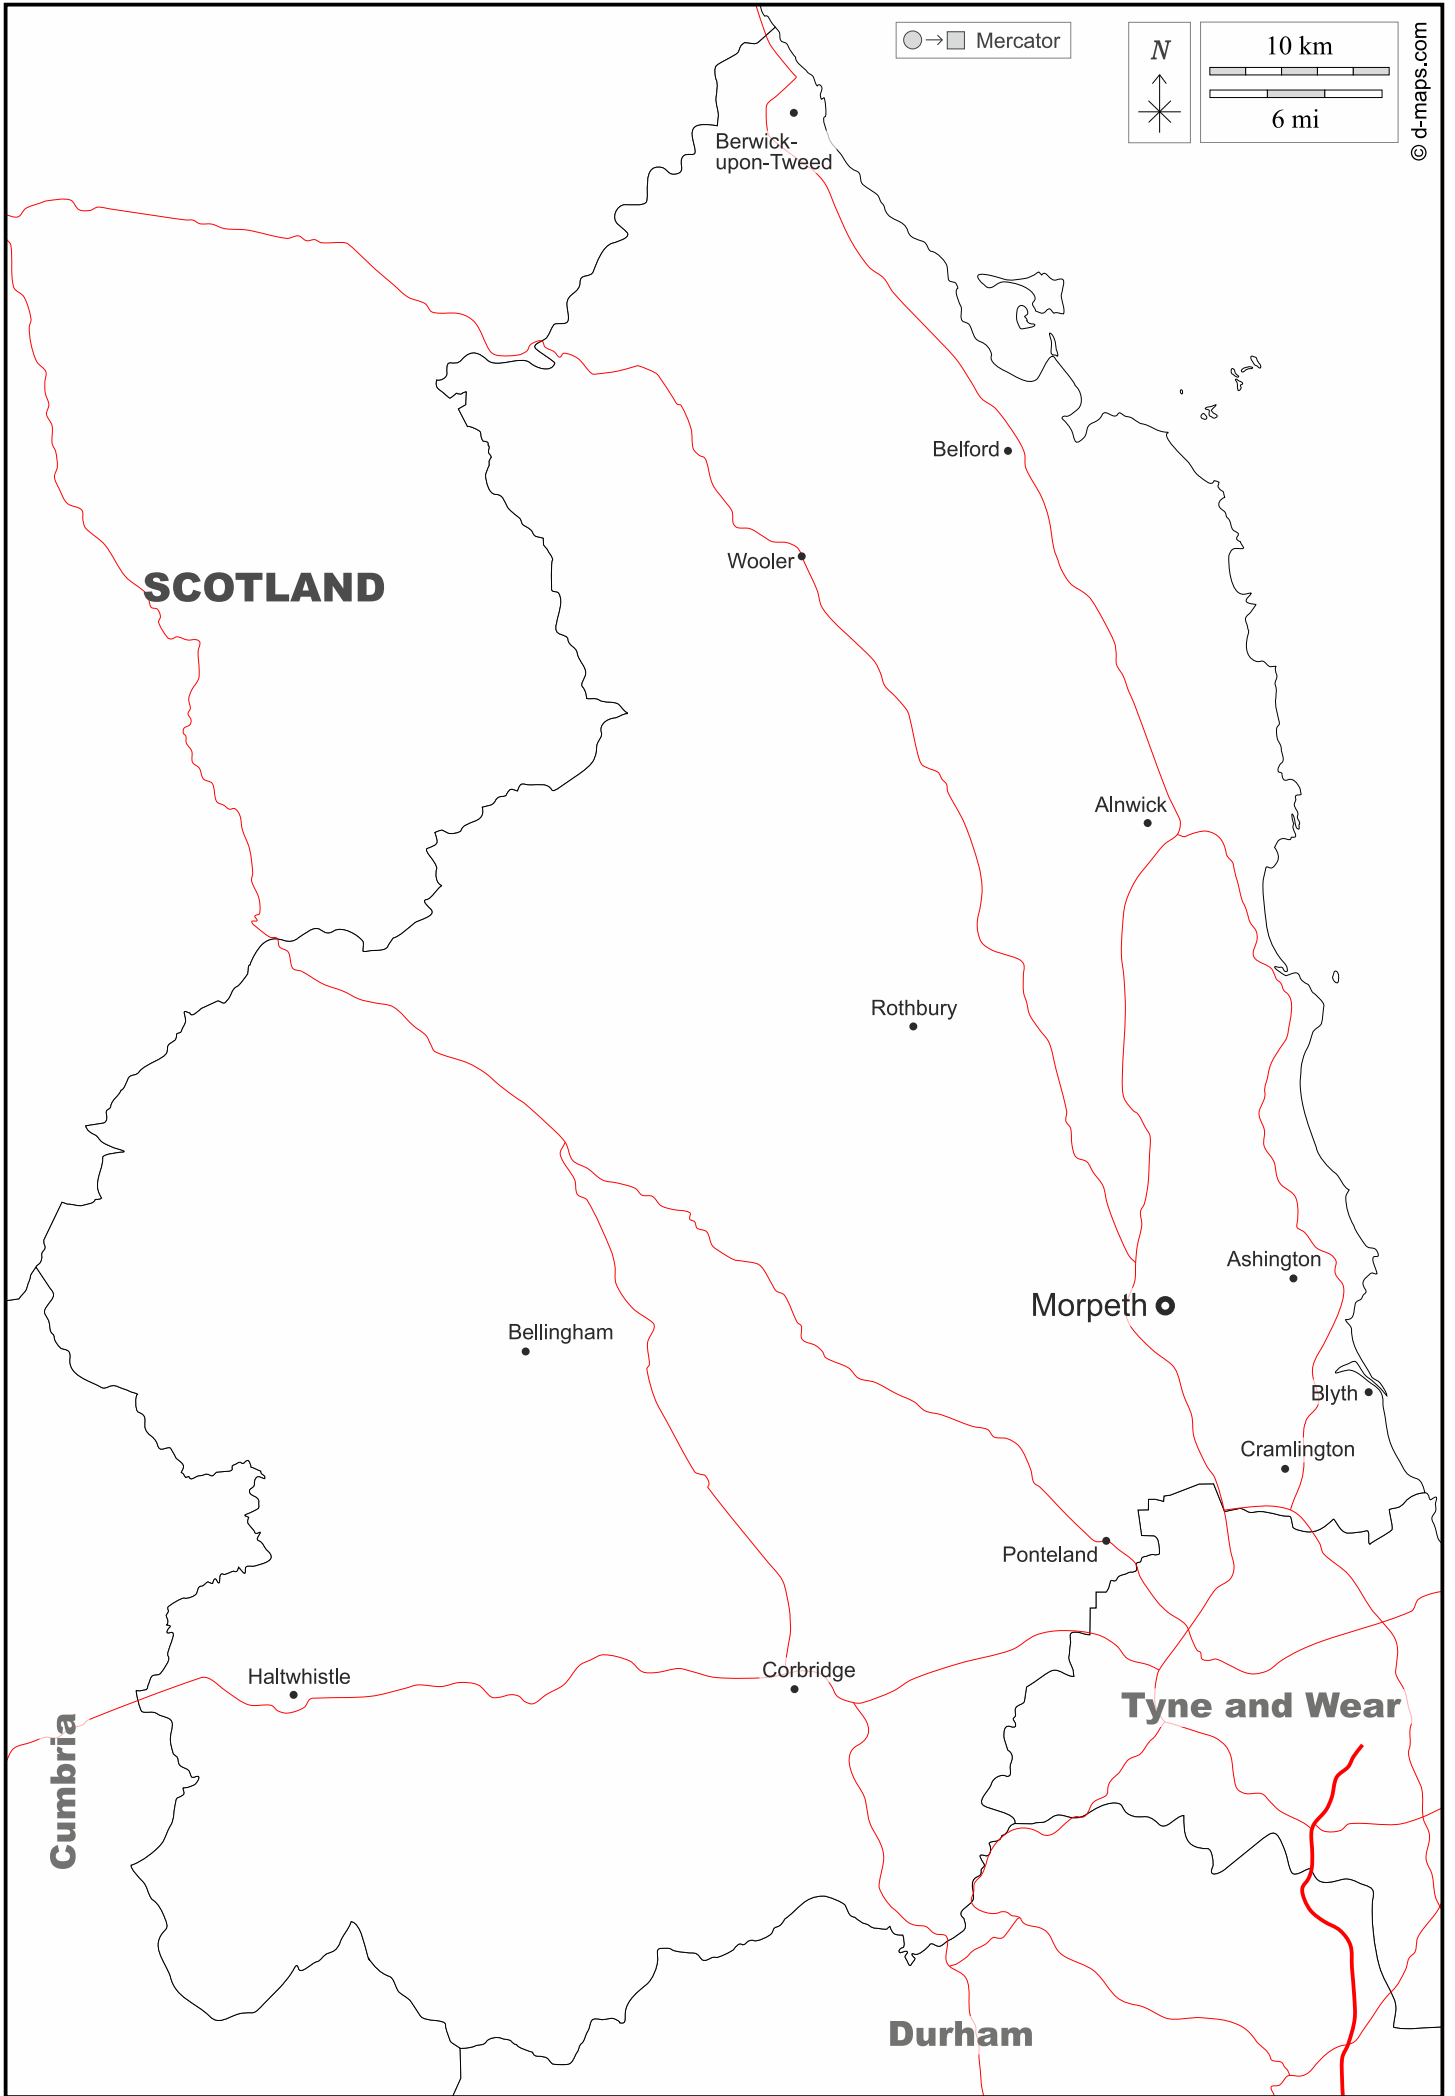 Mercator
N
10 km
6 mi
© d-maps.com
Berwick-
upon-Tweed
Belford
Wooler
SCOTLAND
Alnwick
Rothbury
Ashington
Morpeth
Bellingham
Blyth
Cramlington
Ponteland
Haltwhistle
Corbridge
Tyne and Wear
Cumbria
Durham